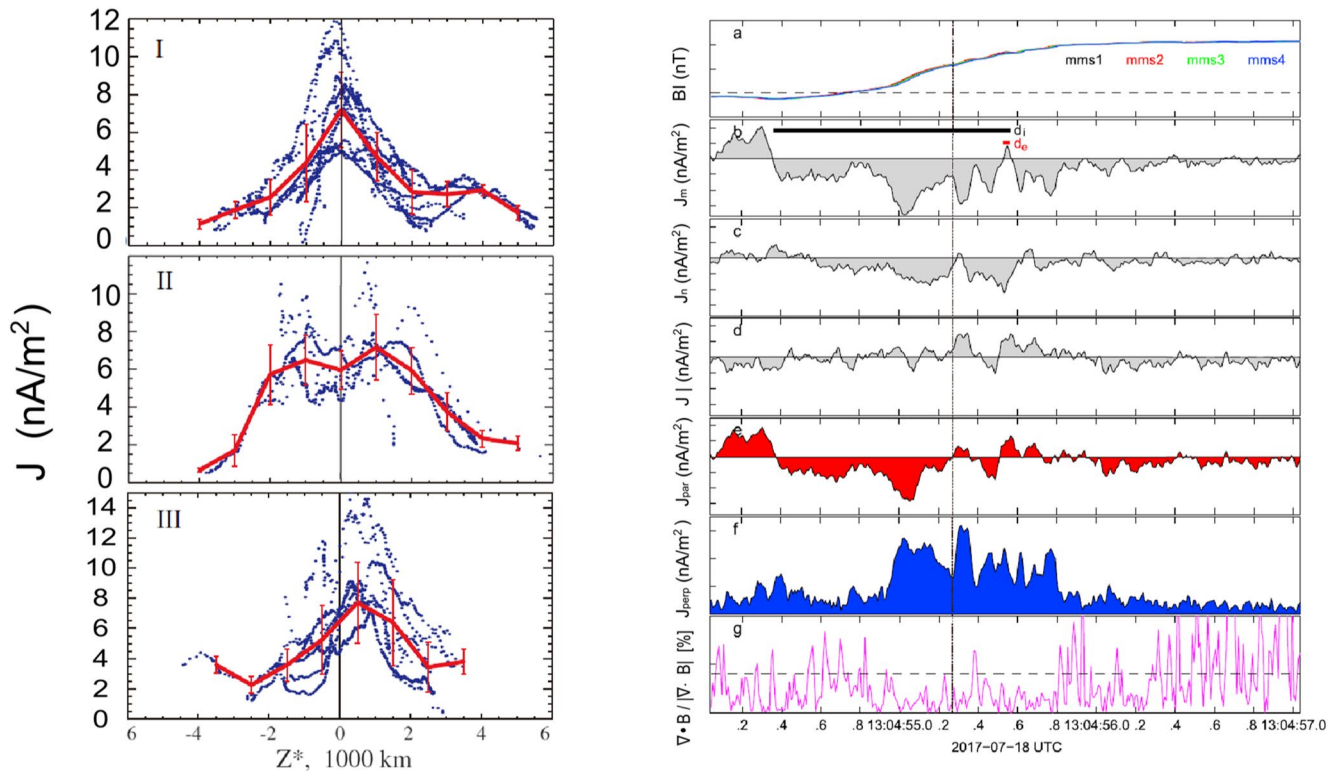 J (nA/m²)
I
12
10
8
6
4
2
0
II
10
8
6
4
2
0
III
14
12
10
8
6
4
2
0
6 -4 -2 0 2 4 6
Z*, 1000 km
a
Bl (nT)
mms1 mms2 mms3 mms4
b
Jm (nA/m²)
di
de
c
Jn (nA/m²)
d
J | (nA/m²)
e
Jpar (nA/m²)
f
Jperp (nA/m²)
g
∇•B / |∇· B| [%]
.2 .4 .6 .8 13:04:55.0 .2 .4 .6 .8 13:04:56.0 .2 .4 .6 .8 13:04:57.0
2017-07-18 UTC